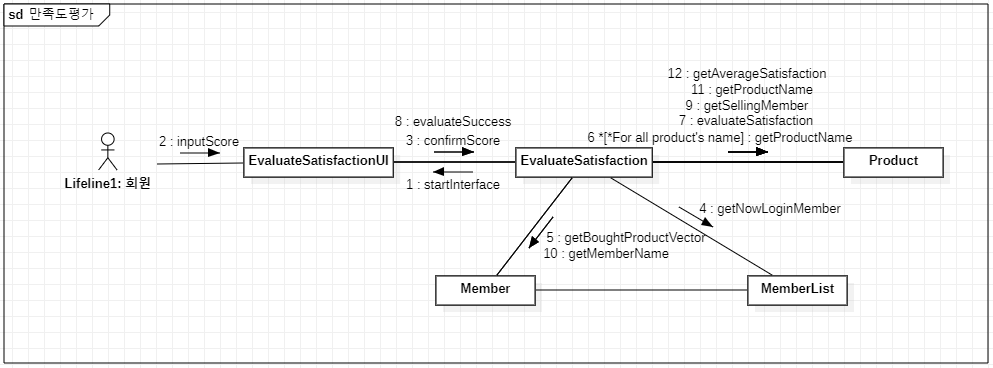 sd 만족도평가
12 : getAverageSatisfaction
11 : getProductName
9 : getSellingMember
7 : evaluateSatisfaction
6 *[*For all product's name] : getProductName
8 : evaluateSuccess
3 : confirmScore
2 : inputScore
EvaluateSatisfactionUI
EvaluateSatisfaction
Product
Lifeline1: 회원
1 : startInterface
4 : getNowLoginMember
5 : getBoughtProductVector
10 : getMemberName
Member
MemberList